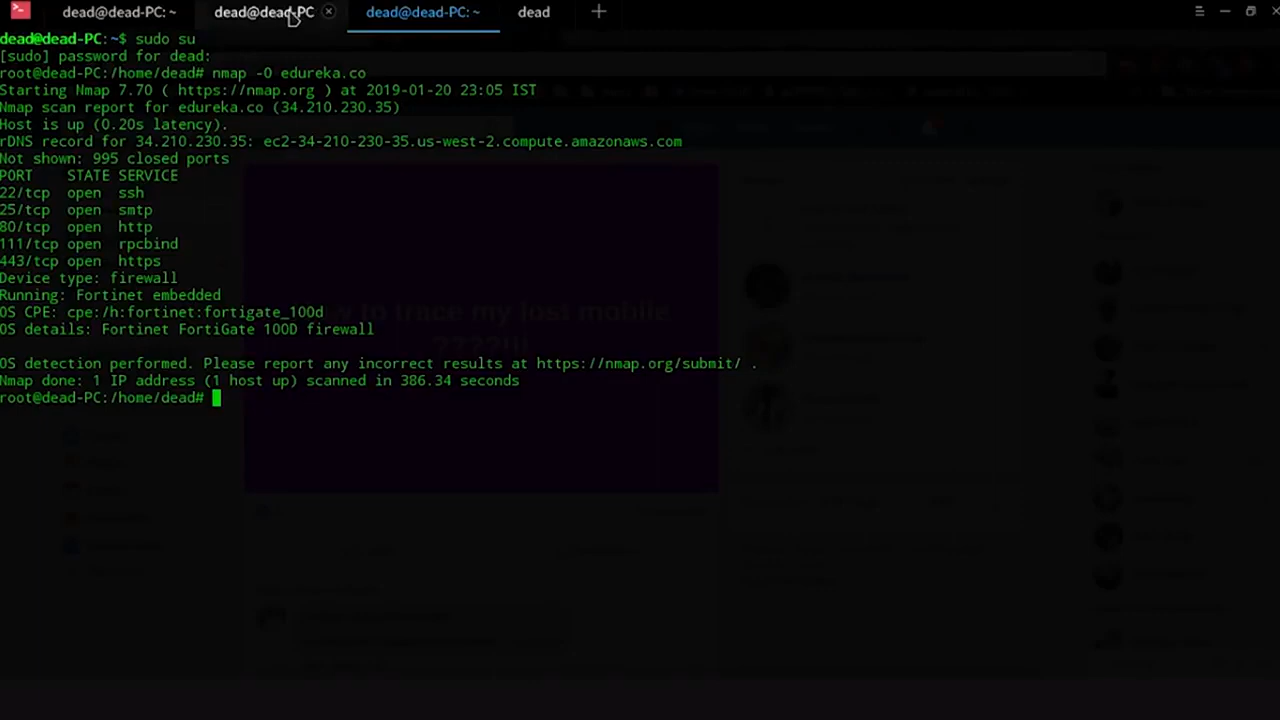 dead@dead-PC: ~
dead@dead-PC
dead@dead-PC: ~
dead
dead@dead-PC:~$ sudo su
[sudo] password for dead:
root@dead-PC:/home/dead# nmap -O edureka.co
Starting Nmap 7.70 ( https://nmap.org ) at 2019-01-20 23:05 IST
Nmap scan report for edureka.co (34.210.230.35)
Host is up (0.20s latency).
rDNS record for 34.210.230.35: ec2-34-210-230-35.us-west-2.compute.amazonaws.com
Not shown: 995 closed ports
PORT    STATE SERVICE
22/tcp  open  ssh
25/tcp  open  smtp
80/tcp  open  http
111/tcp open  rpcbind
443/tcp open  https
Device type: firewall
Running: Fortinet embedded
OS CPE: cpe:/h:fortinet:fortigate_100d
OS details: Fortinet FortiGate 100D firewall
to trace my lost mobile
????!!!
OS detection performed. Please report any incorrect results at https://nmap.org/submit/ .
Nmap done: 1 IP address (1 host up) scanned in 386.34 seconds
root@dead-PC:/home/dead#